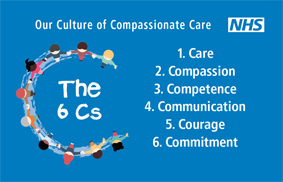 Our Culture of Compassionate Care
NHS
The
6 Cs
1. Care
2. Compassion
3. Competence
4. Communication
5. Courage
6. Commitment